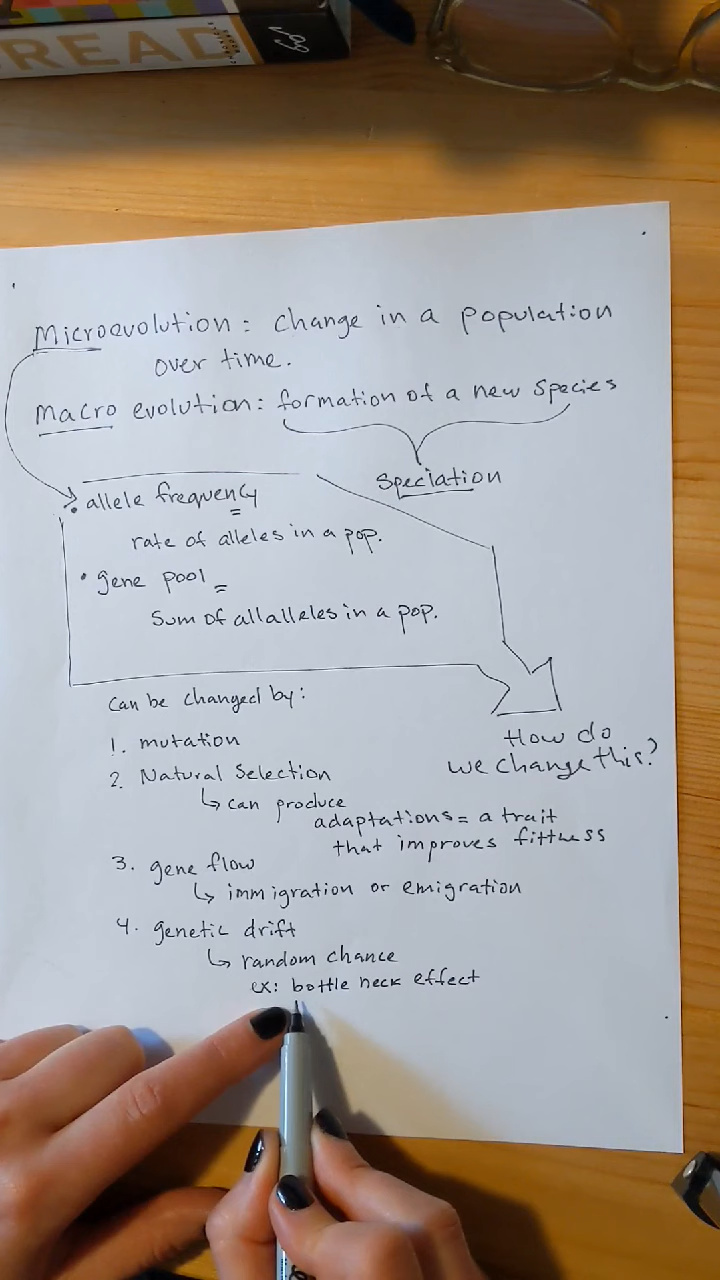 READ
Microevolution: change in a population
over time.
Macro evolution: formation of a new species
Speciation
allele frequency =
rate of alleles in a pop.
• gene pool =
sum of all alleles in a pop.
Can be changed by:
How do
we change this?
1. mutation
2. Natural Selection
↳ can produce
adaptations = a trait
that improves fittness
3. gene flow
↳ immigration or emigration
4. genetic drift
↳ random chance
ex: bottle neck effect